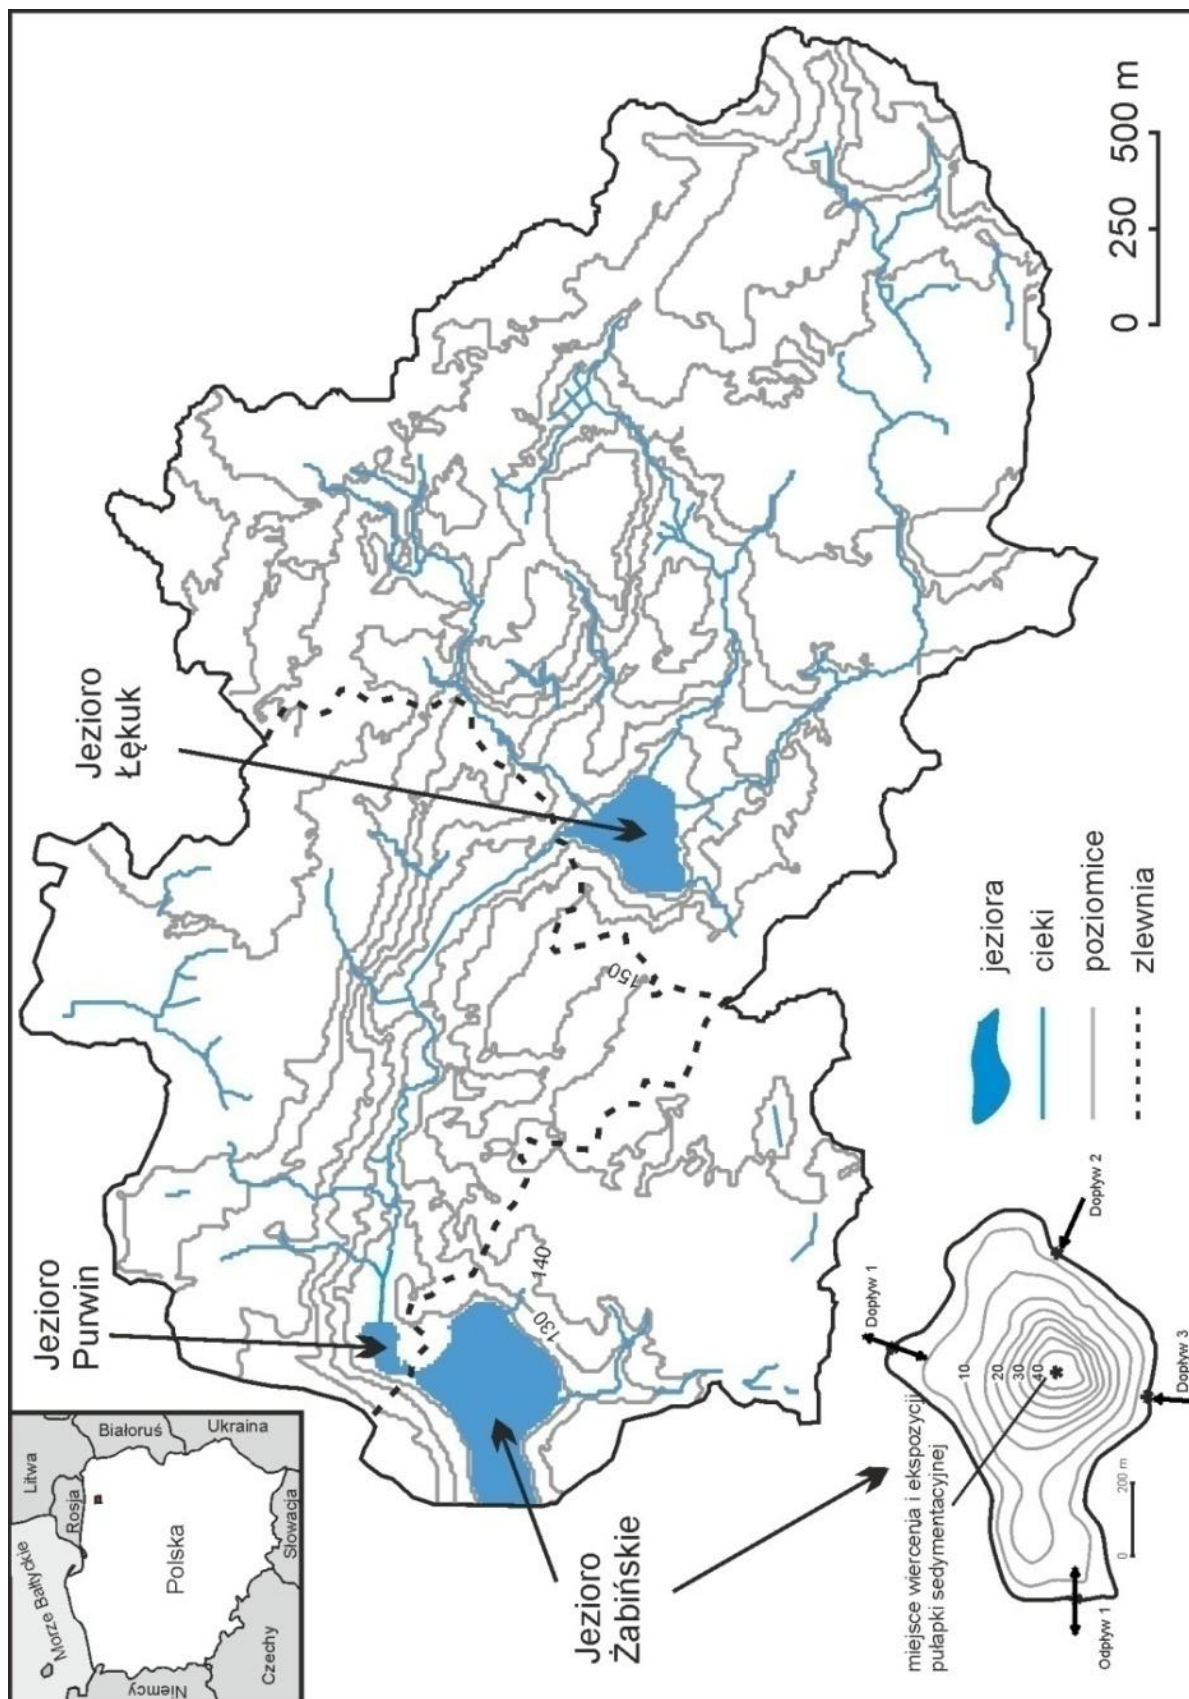 Morze Bałtyckie
Litwa
Rosja
Białoruś
Ukraina
Polska
Niemcy
Czechy
Słowacja
Jezioro
Purwin
Jezioro
Łękuk
Jezioro
Żabińskie
150
140
130
0 250 500 m
jeziora
cieki
poziomice
zlewnia
miejsce wiercenia i ekspozycji
pułapki sedymentacyjnej
Dopływ 1
Dopływ 2
Dopływ 3
Odpływ 1
10
20
30
40
0 200 m